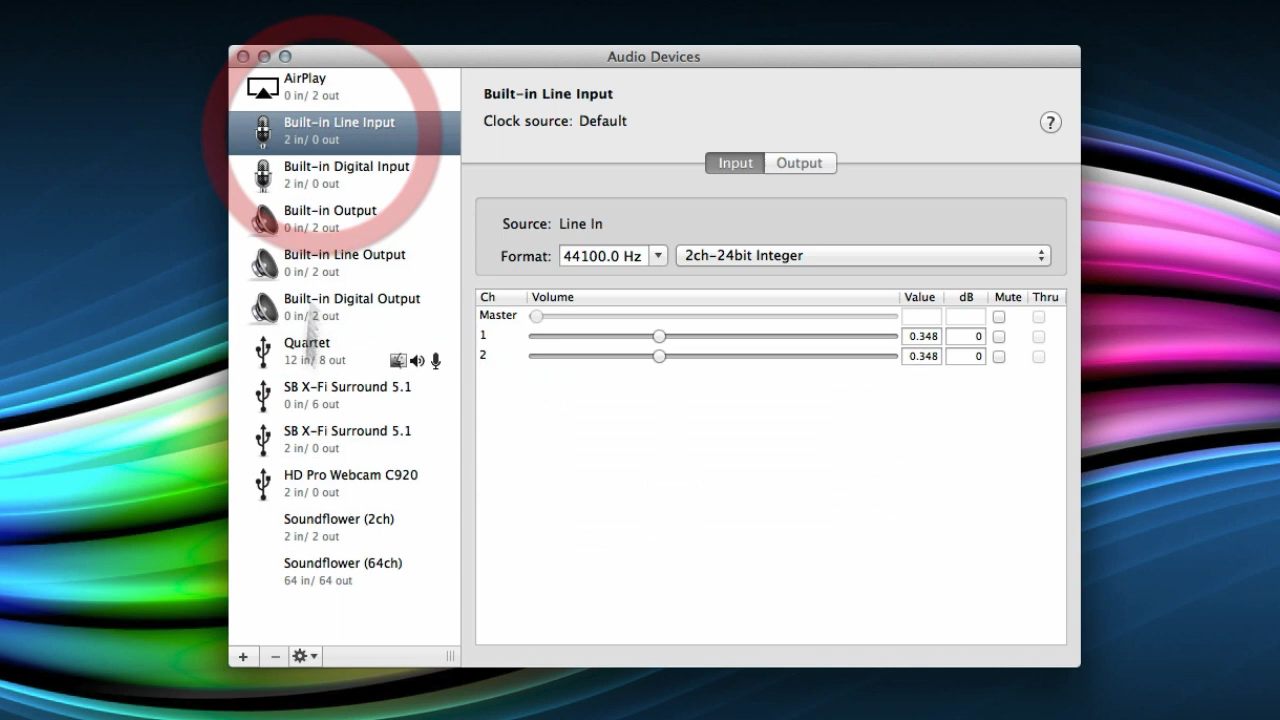 Audio Devices
AirPlay
0 in/ 2 out
Built-in Line Input
2 in/ 0 out
Built-in Digital Input
2 in/ 0 out
Built-in Output
0 in/ 2 out
Built-in Line Output
0 in/ 2 out
Built-in Digital Output
0 in/ 2 out
Quartet
12 in/ 8 out
SB X-Fi Surround 5.1
0 in/ 6 out
SB X-Fi Surround 5.1
2 in/ 0 out
HD Pro Webcam C920
2 in/ 0 out
Soundflower (2ch)
2 in/ 2 out
Soundflower (64ch)
64 in/ 64 out
Built-in Line Input
Clock source: Default
?
Input Output
Source: Line In
Format: 44100.0 Hz 2ch-24bit Integer
Ch Volume Value dB Mute Thru
Master
1 0.348 0
2 0.348 0